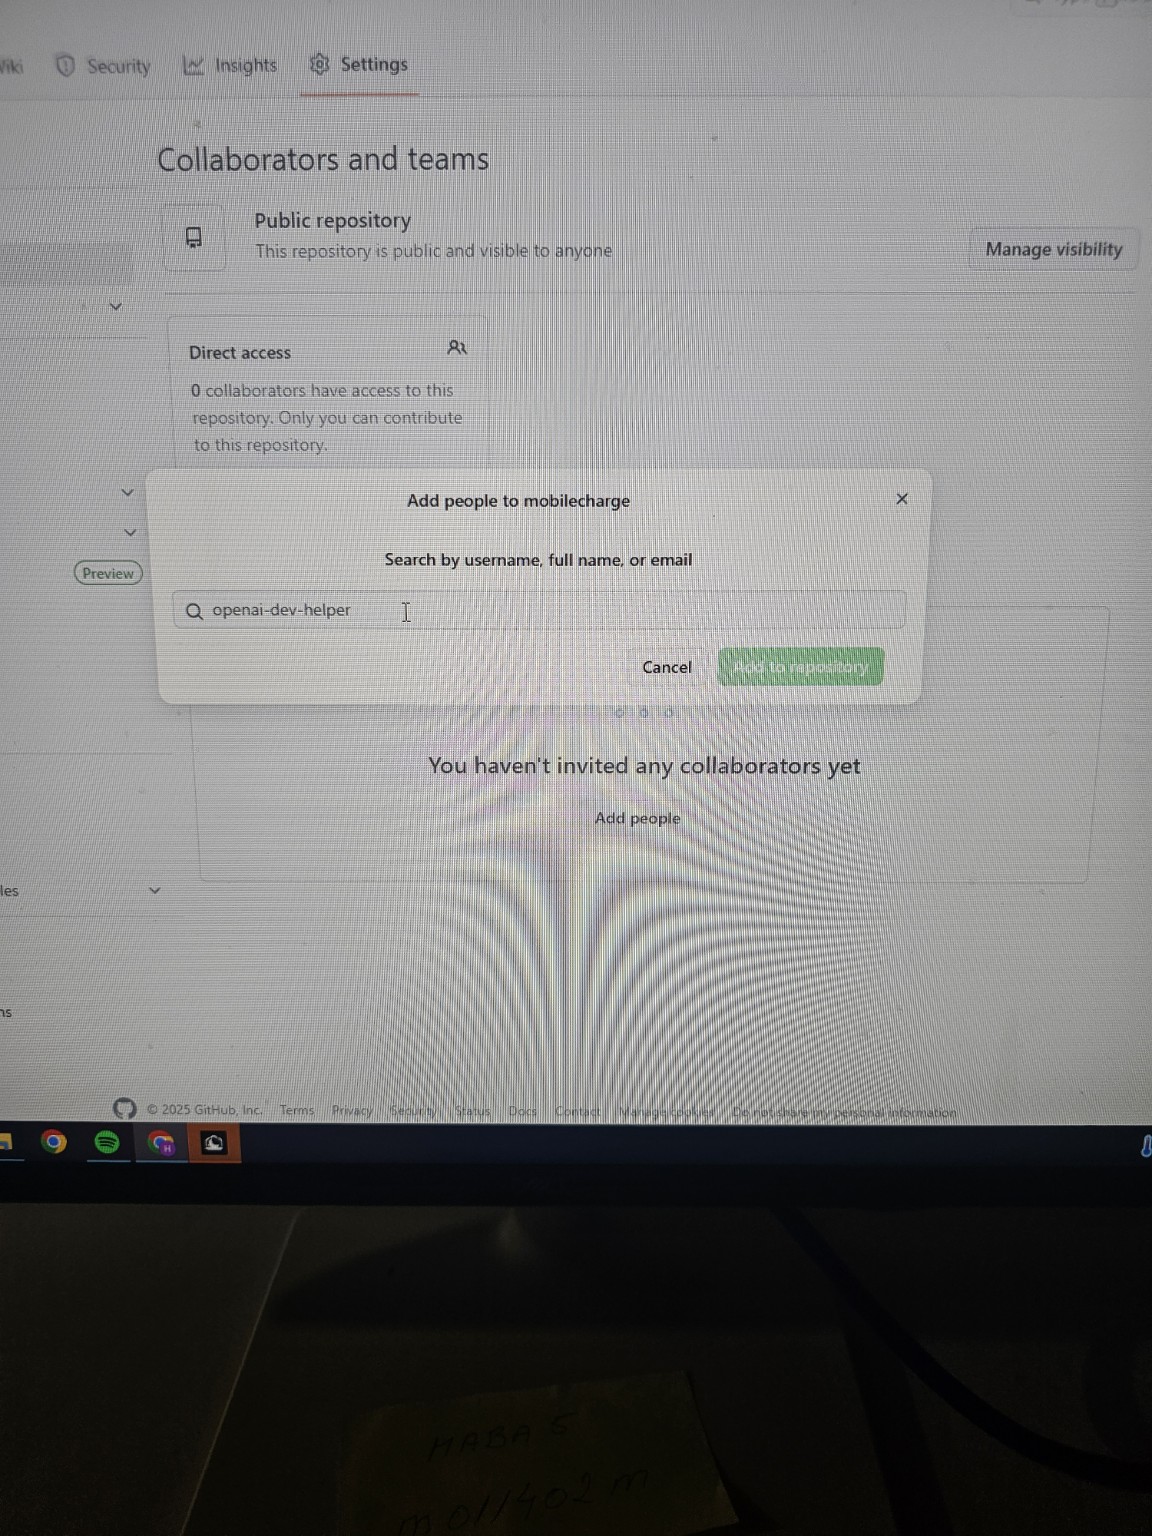 Wiki Security Insights Settings
Collaborators and teams
Public repository
This repository is public and visible to anyone
Manage visibility
Direct access
0 collaborators have access to this
repository. Only you can contribute
to this repository.
Add people to mobilecharge
Search by username, full name, or email
openai-dev-helper
Cancel Add to repository
Preview
You haven't invited any collaborators yet
Add people
les
ns
© 2025 GitHub, Inc. Terms Privacy Security Status Docs Contact Manage cookies Do not share my personal information
H
HABA 5
m 011402 m